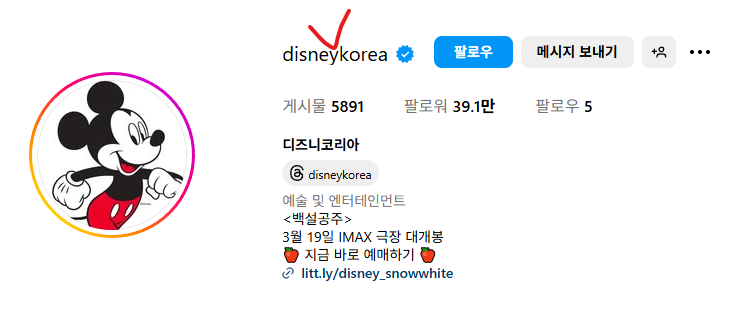 disneykorea 팔로우 메시지 보내기
게시물 5891 팔로워 39.1만 팔로우 5
디즈니코리아
disneykorea
예술 및 엔터테인먼트
<백설공주>
3월 19일 IMAX 극장 대개봉
🍎 지금 바로 예매하기 🍎
litt.ly/disney_snowwhite